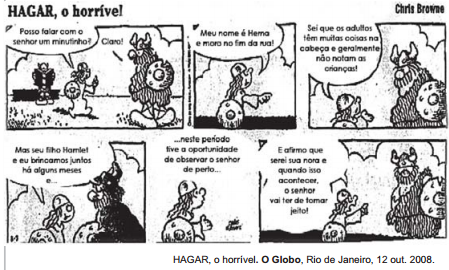 HAGAR, o horrível
Chris Browne
Posso falar com o
senhor um minutinho?
Claro!
Meu nome é Hema
e moro no fim da rua!
Sei que os adultos
têm muitas coisas na
cabeça e geralmente
não notam as
crianças!
Mas seu filho Hamlet
e eu brincamos juntos
há alguns meses
e...
...neste período
tive a oportunidade
de observar o senhor
de perto...
E afirmo que
serei sua nora e
quando isso
acontecer,
o senhor
vai ter de tomar
jeito!
HAGAR, o horrível. O Globo, Rio de Janeiro, 12 out. 2008.